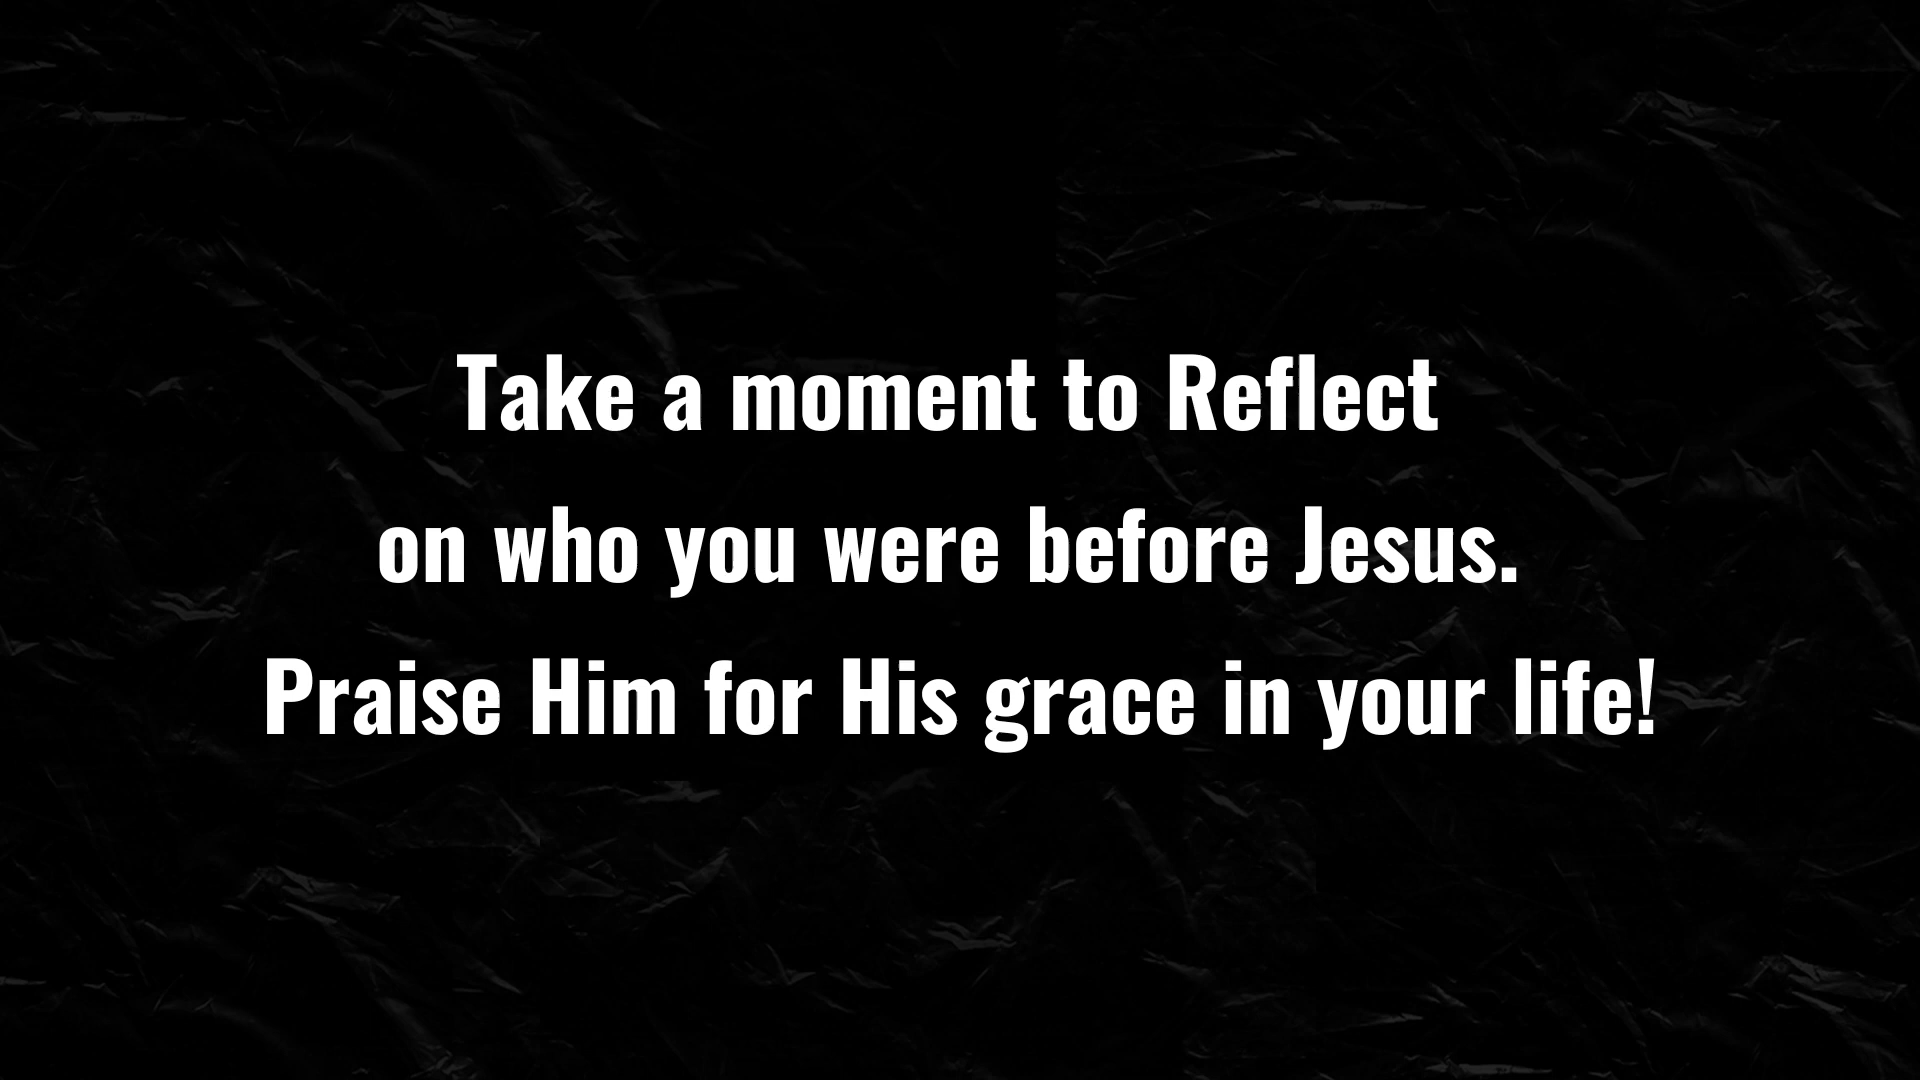 Take a moment to Reflect
on who you were before Jesus.
Praise Him for His grace in your life!